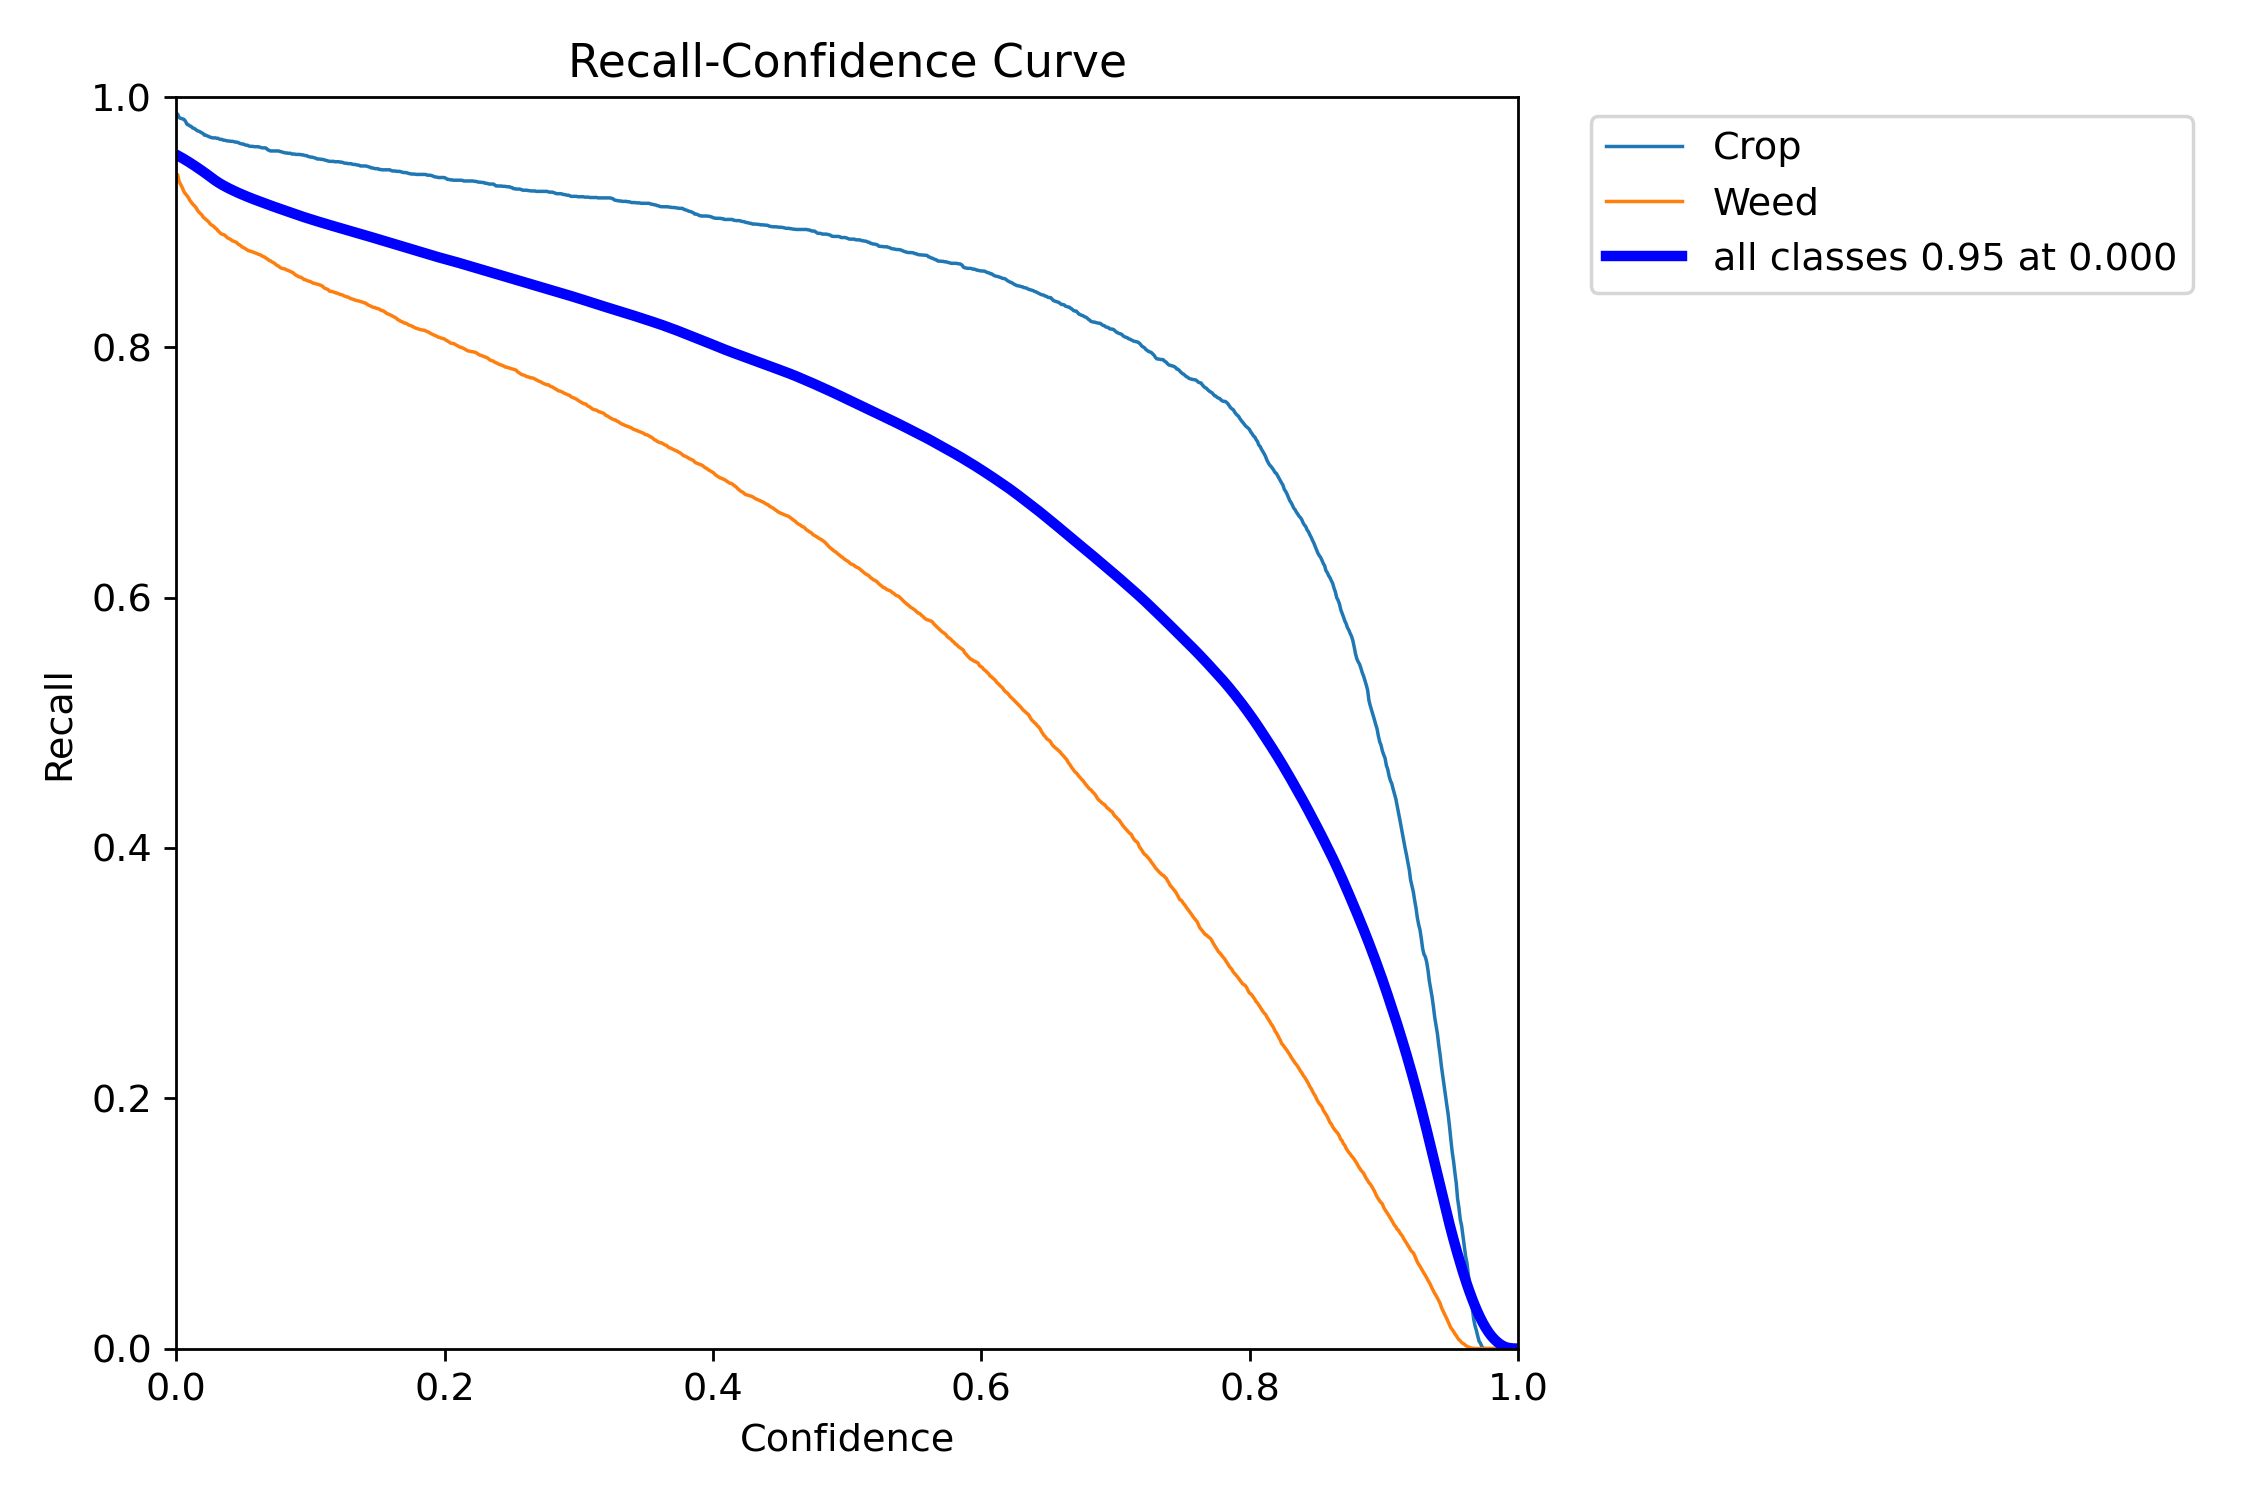 Recall-Confidence Curve
1.0
0.8
0.6
0.4
0.2
0.0
Recall
0.0 0.2 0.4 0.6 0.8 1.0
Confidence
Crop
Weed
all classes 0.95 at 0.000